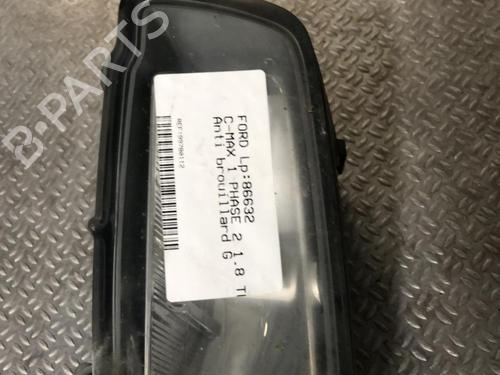 FORD Lp:86632
C-MAX 1 PHASE 2 1.8 T
Anti brouillard G
B-PARTS